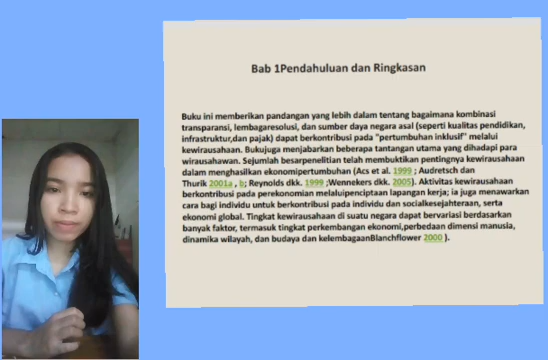 Bab 1Pendahuluan dan Ringkasan
Buku ini memberikan pandangan yang lebih dalam tentang bagaimana kombinasi
transparansi, lembagaresolusi, dan sumber daya negara asal (seperti kualitas pendidikan,
infrastruktur,dan pajak) dapat berkontribusi pada "pertumbuhan inklusif" melalui
kewirausahaan. Bukujuga menjabarkan beberapa tantangan utama yang dihadapi para
wirausahawan. Sejumlah besarpenelitian telah membuktikan pentingnya kewirausahaan
dalam menghasilkan ekonomipertumbuhan (Acs et al. 1999 ; Audretsch dan
Thurik 2001a , b; Reynolds dkk. 1999 ;Wennekers dkk. 2005). Aktivitas kewirausahaan
berkontribusi pada perekonomian melaluipenciptaan lapangan kerja; ia juga menawarkan
cara bagi individu untuk berkontribusi pada individu dan socialkesejahteraan, serta
ekonomi global. Tingkat kewirausahaan di suatu negara dapat bervariasi berdasarkan
banyak faktor, termasuk tingkat perkembangan ekonomi,perbedaan dimensi manusia,
dinamika wilayah, dan budaya dan kelembagaanBlanchflower 2000 ).